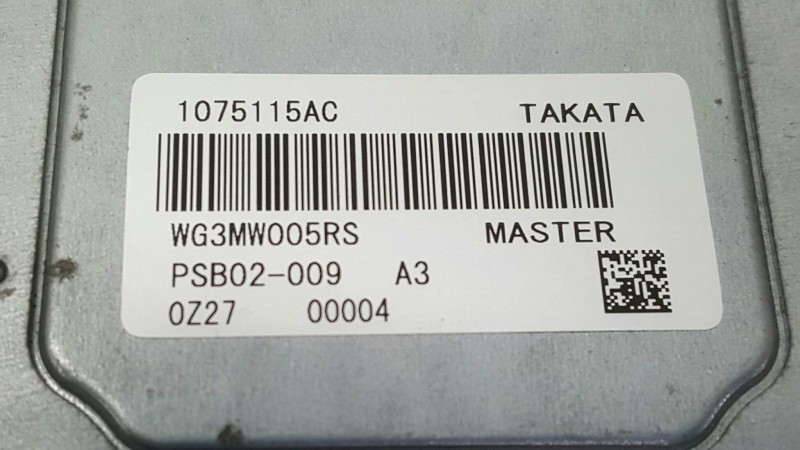 1075115AC TAKATA
WG3MW005RS MASTER
PSB02-009 A3
0Z27 00004